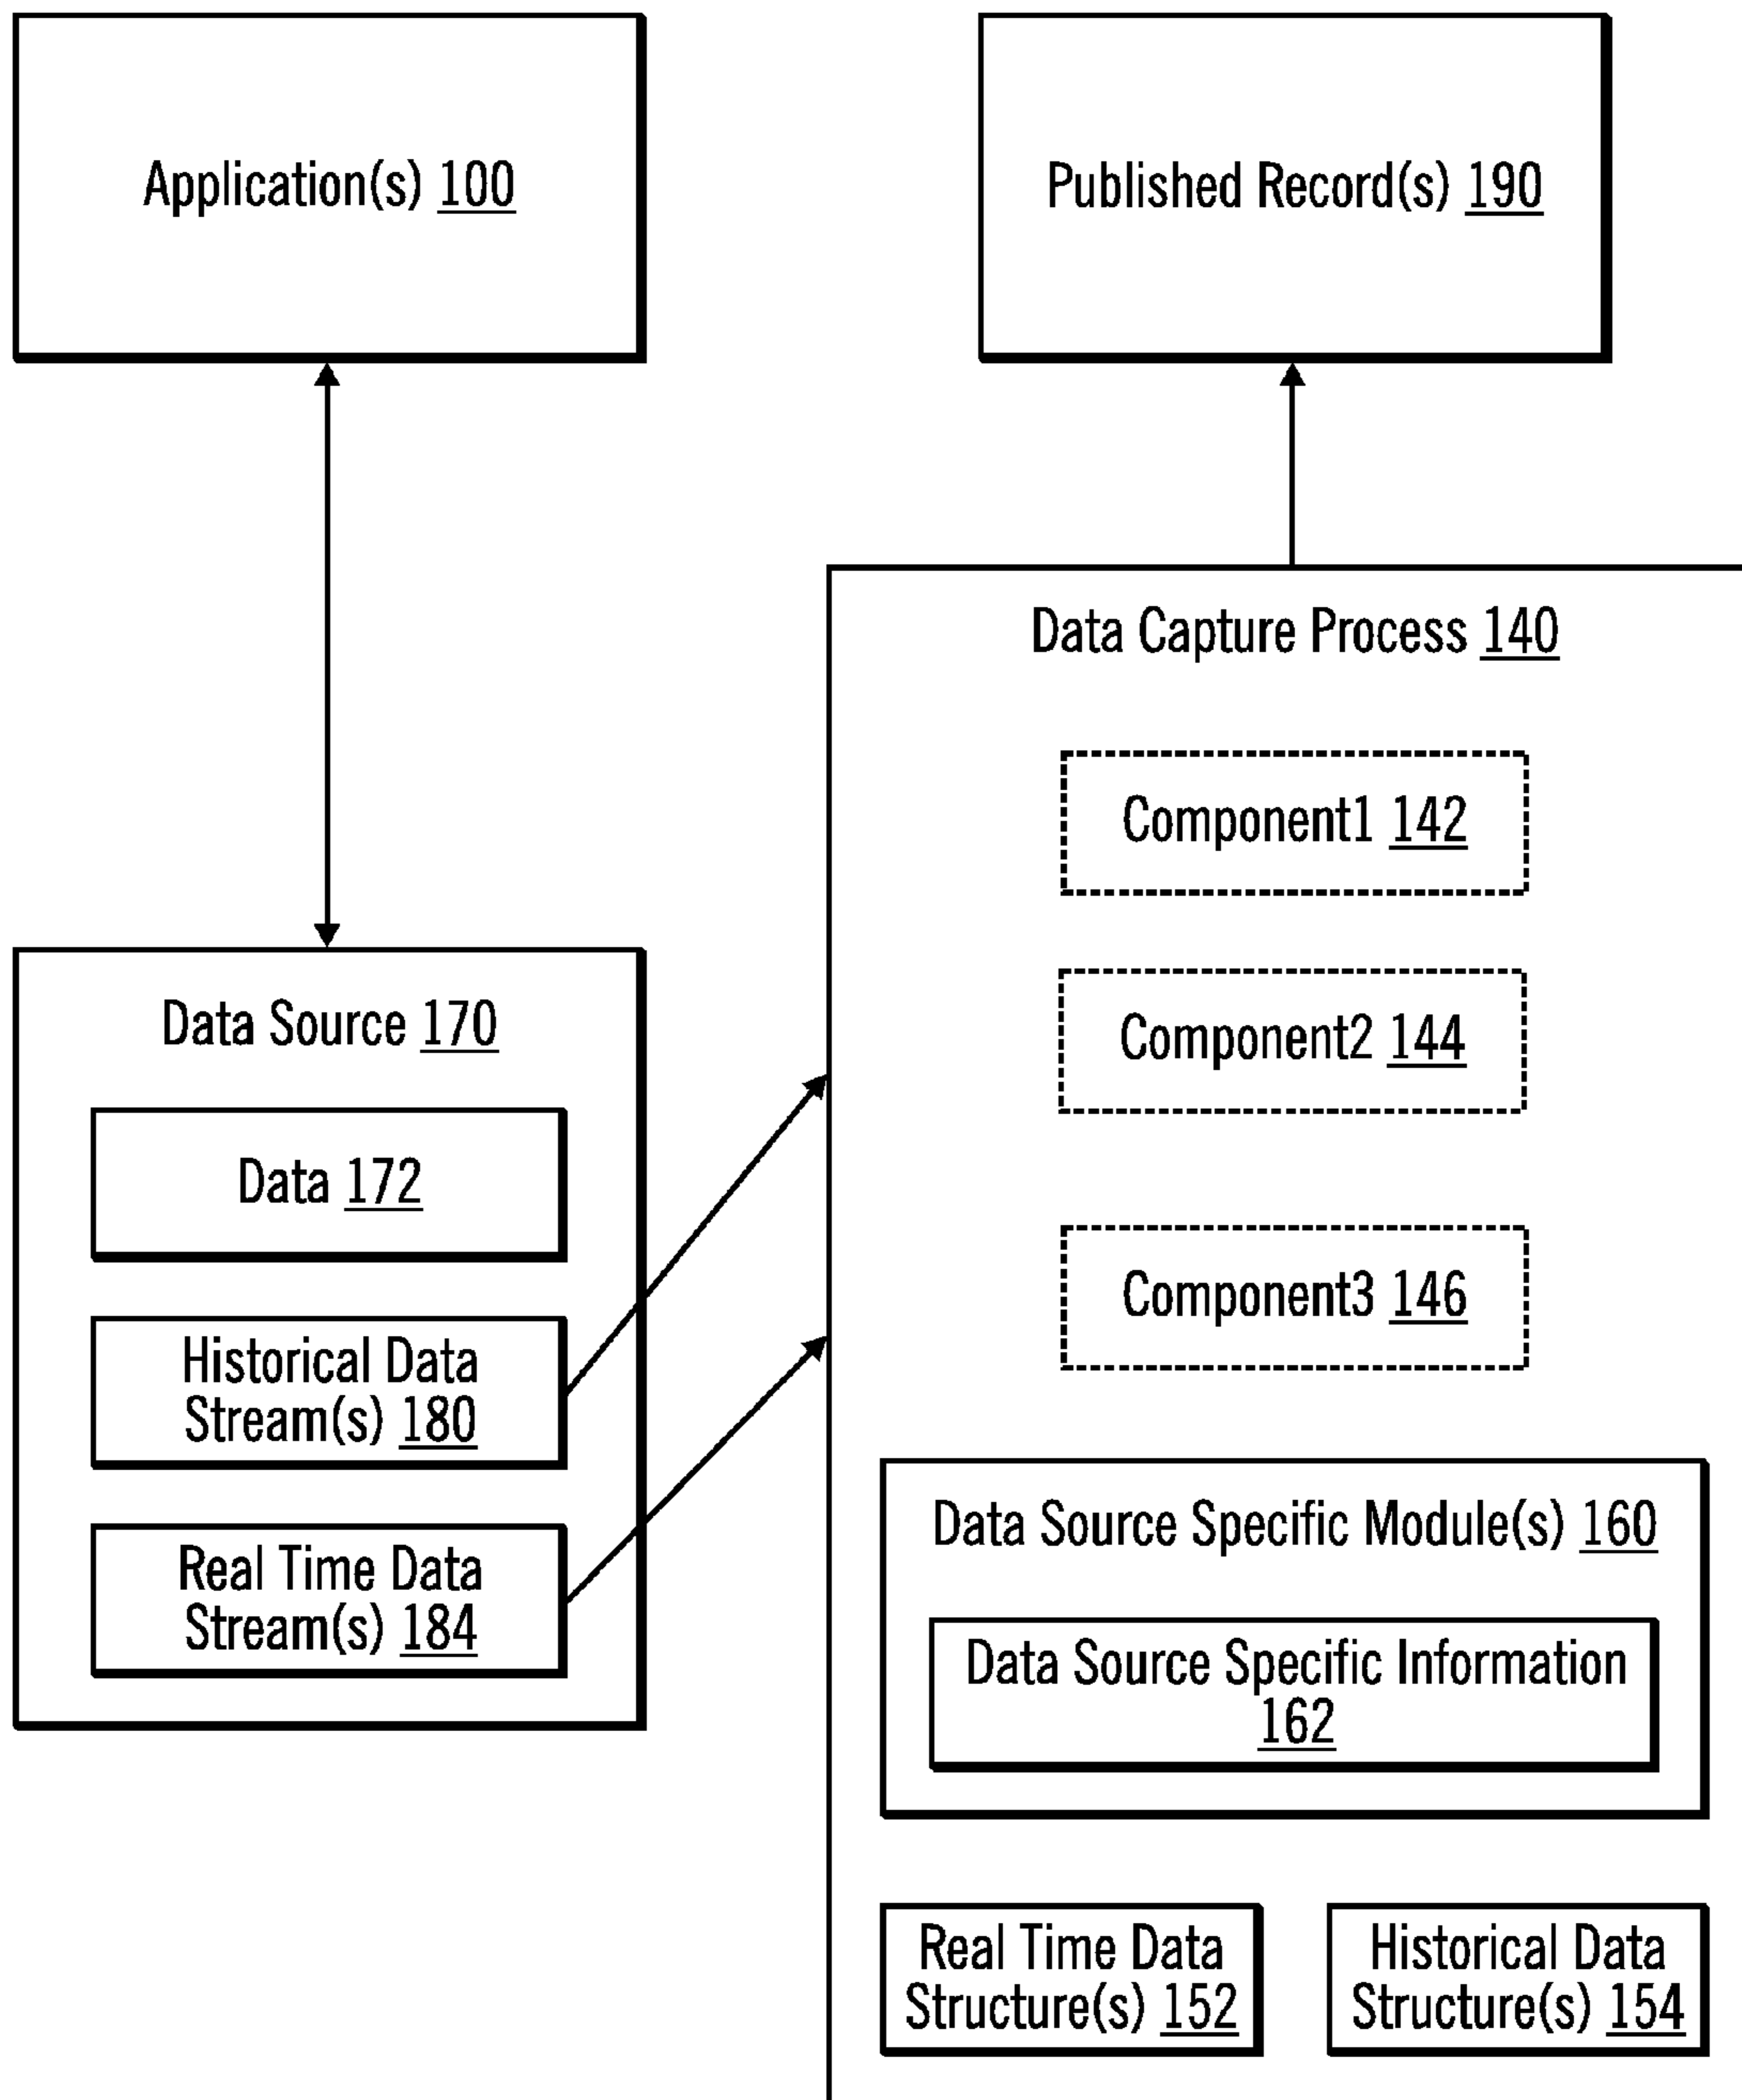 Application(s) 100
Published Record(s) 190
Data Capture Process 140
Component1 142
Component2 144
Component3 146
Data Source 170
Data 172
Historical Data
Stream(s) 180
Real Time Data
Stream(s) 184
Data Source Specific Module(s) 160
Data Source Specific Information
162
Real Time Data
Structure(s) 152
Historical Data
Structure(s) 154